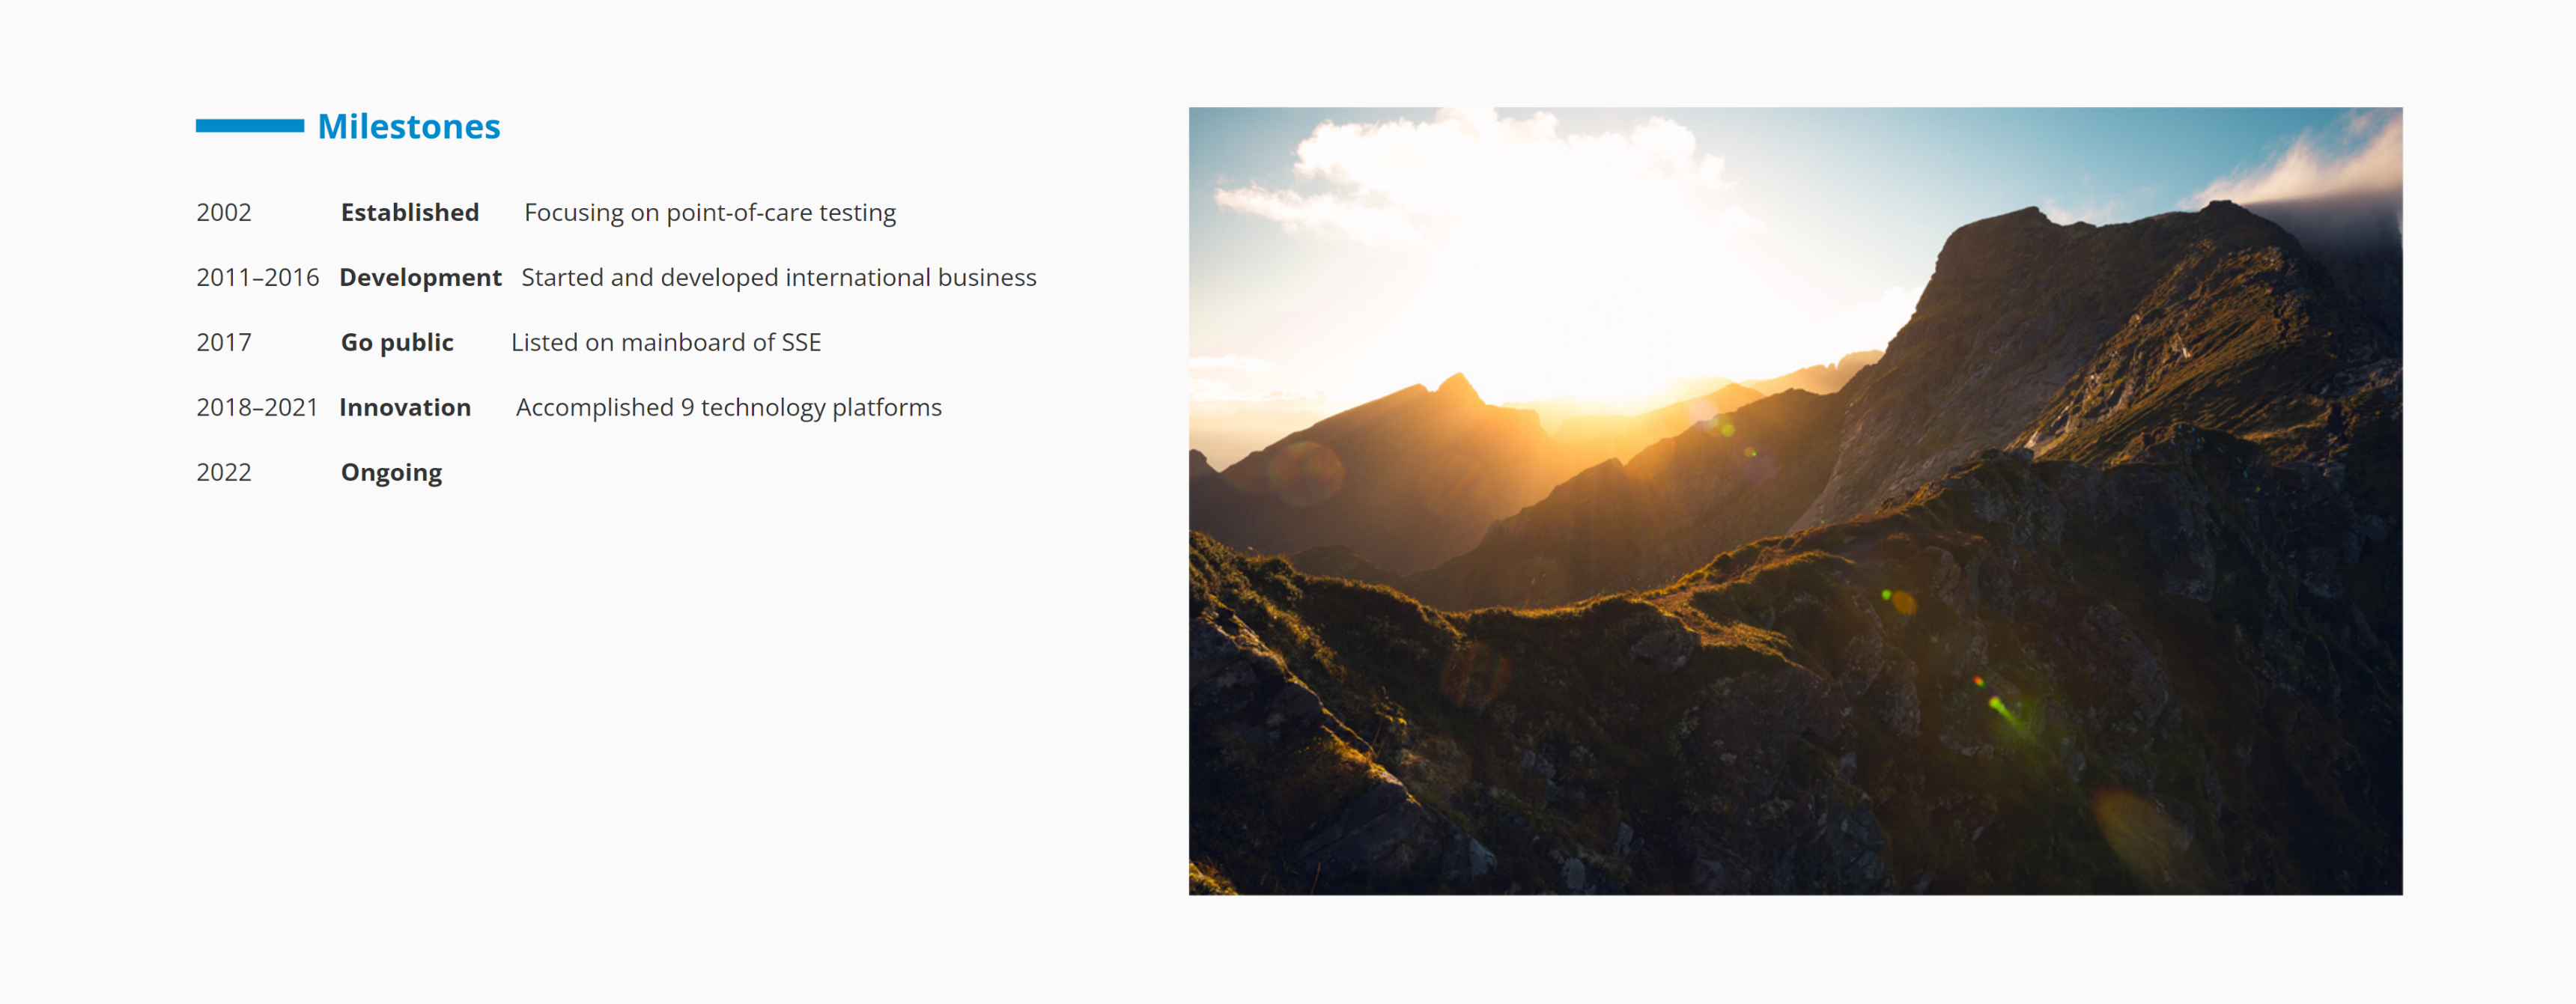 Milestones
2002 Established Focusing on point-of-care testing
2011–2016 Development Started and developed international business
2017 Go public Listed on mainboard of SSE
2018–2021 Innovation Accomplished 9 technology platforms
2022 Ongoing